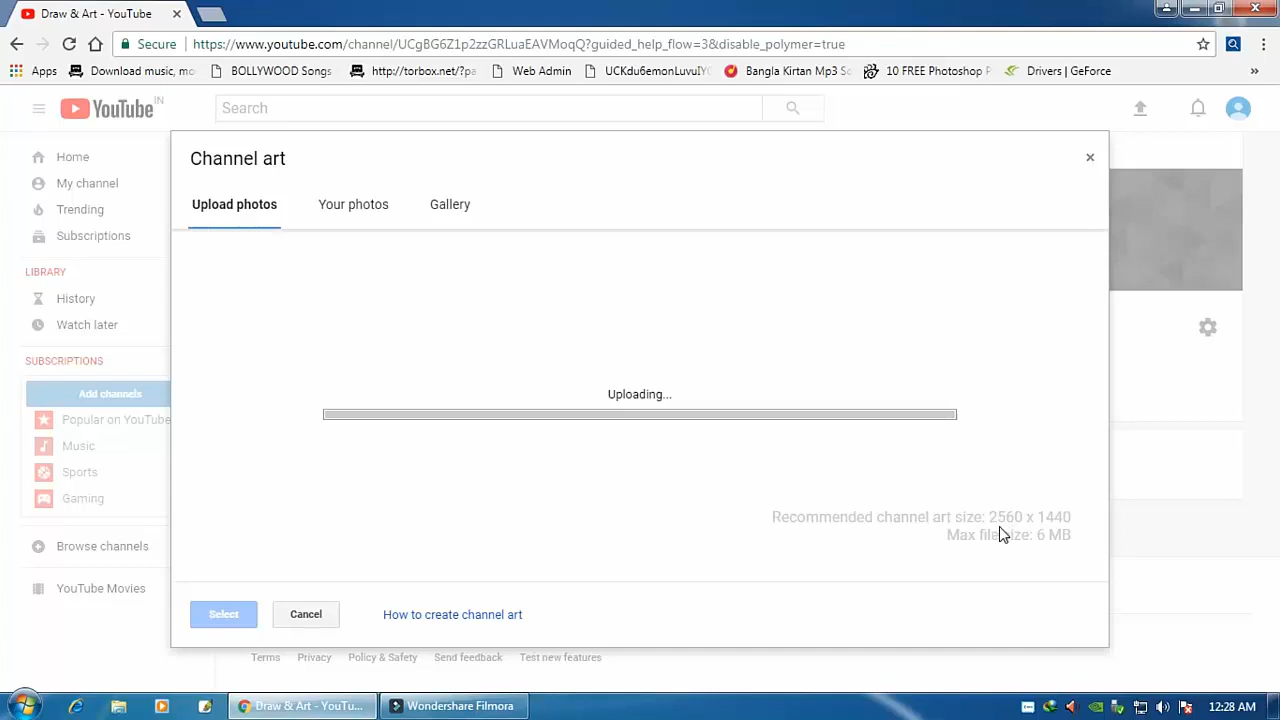 Draw & Art - YouTube
Secure
https://www.youtube.com/channel/UCgBG6Z1p2zzGRLuaEAVMoqQ?guided_help_flow=3&disable_polymer=true
Apps
Download music, mo
BOLLYWOOD Songs
http://torbox.net/?pa
Web Admin
UCKdu6emonLuvuIYC
Bangla Kirtan Mp3 Sc
10 FREE Photoshop P
Drivers | GeForce
»
YouTube IN
Search
Home
My channel
Trending
Subscriptions
LIBRARY
History
Watch later
SUBSCRIPTIONS
Add channels
Popular on YouTube
Music
Sports
Gaming
Browse channels
YouTube Movies
Channel art
Upload photos
Your photos
Gallery
Uploading...
Recommended channel art size: 2560 x 1440
Max file size: 6 MB
Select
Cancel
How to create channel art
Terms
Privacy
Policy & Safety
Send feedback
Test new features
Draw & Art - YouTu...
Wondershare Filmora
12:28 AM